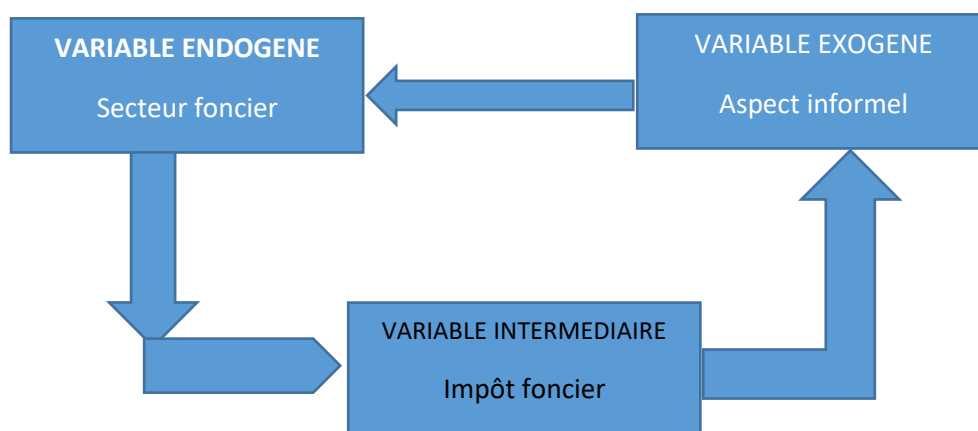 VARIABLE ENDOGENE
Secteur foncier
VARIABLE EXOGENE
Aspect informel
VARIABLE INTERMEDIAIRE
Impôt foncier